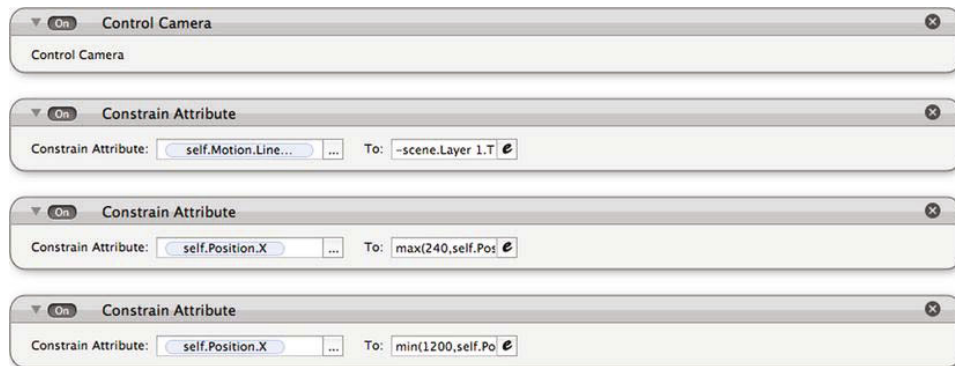 On Control Camera
Control Camera
On Constrain Attribute
Constrain Attribute: self.Motion.Line... ... To: -scene.Layer 1.T e
On Constrain Attribute
Constrain Attribute: self.Position.X ... To: max(240,self.Pos e
On Constrain Attribute
Constrain Attribute: self.Position.X ... To: min(1200,self.Po e